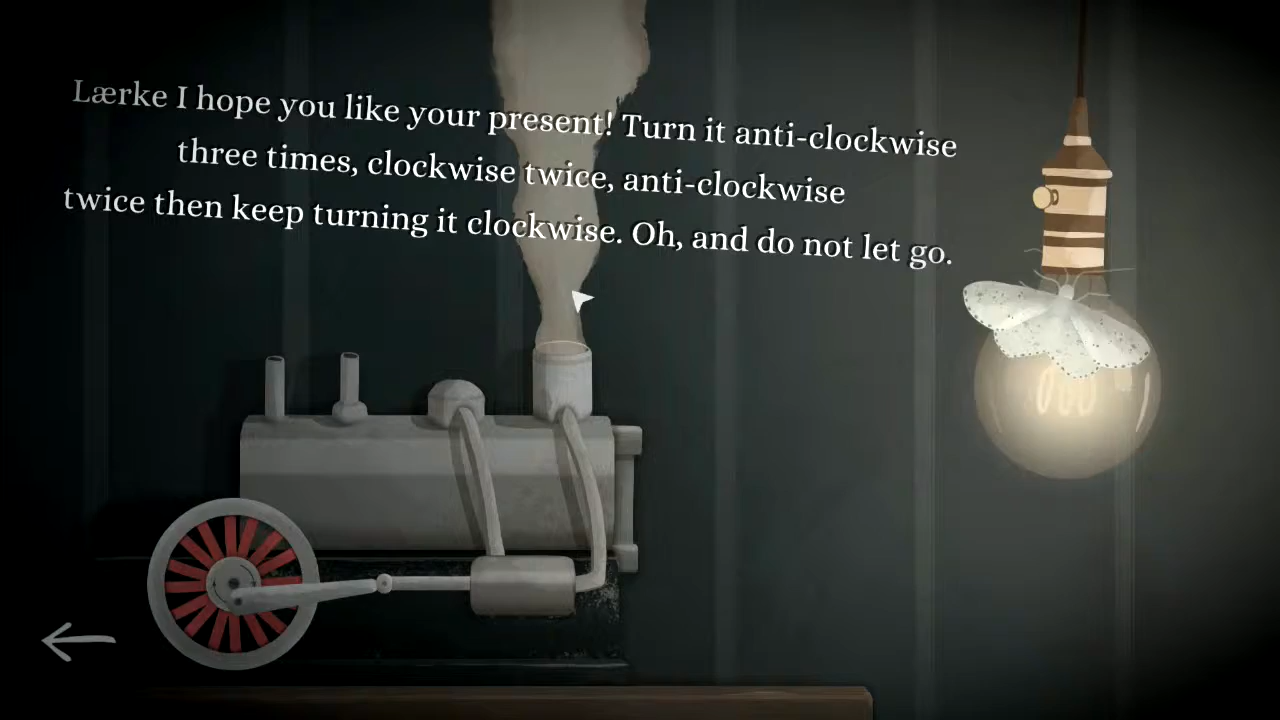 Lærke I hope you like your present! Turn it anti-clockwise
three times, clockwise twice, anti-clockwise
twice then keep turning it clockwise. Oh, and do not let go.